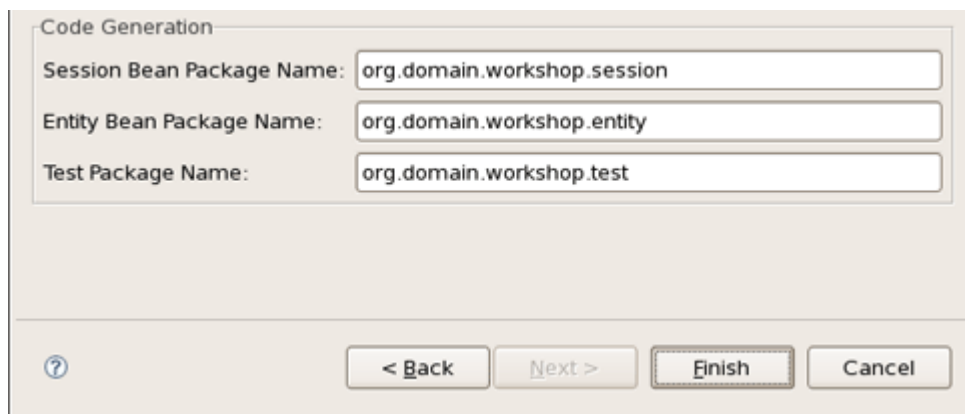 Code Generation
Session Bean Package Name: org.domain.workshop.session
Entity Bean Package Name: org.domain.workshop.entity
Test Package Name: org.domain.workshop.test
? < Back Next > Finish Cancel